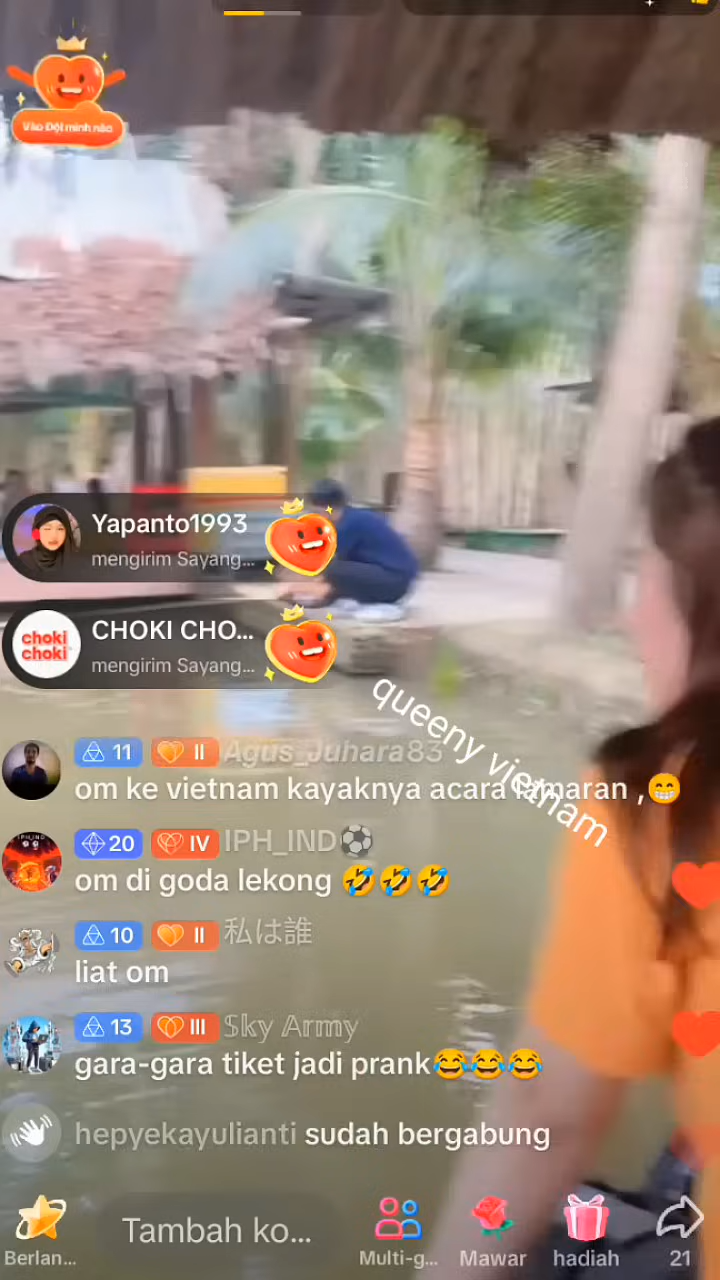 Vào Đội mình nào
Yapanto1993
mengirim Sayang...
choki
choki
CHOKI CHO...
mengirim Sayang...
queeny vietnam
11 II Agus_Juhara83
om ke vietnam kayaknya acara lamaran ,😁
IPH_IND
20 IV IPH_IND⚽
om di goda lekong 🤣🤣🤣
10 II 私は誰
liat om
13 III 𝕊ky Army
gara-gara tiket jadi prank😂😂😂
hepyekayulianti sudah bergabung
Tambah ko...
Berlan...
Multi-g...
Mawar
hadiah
21